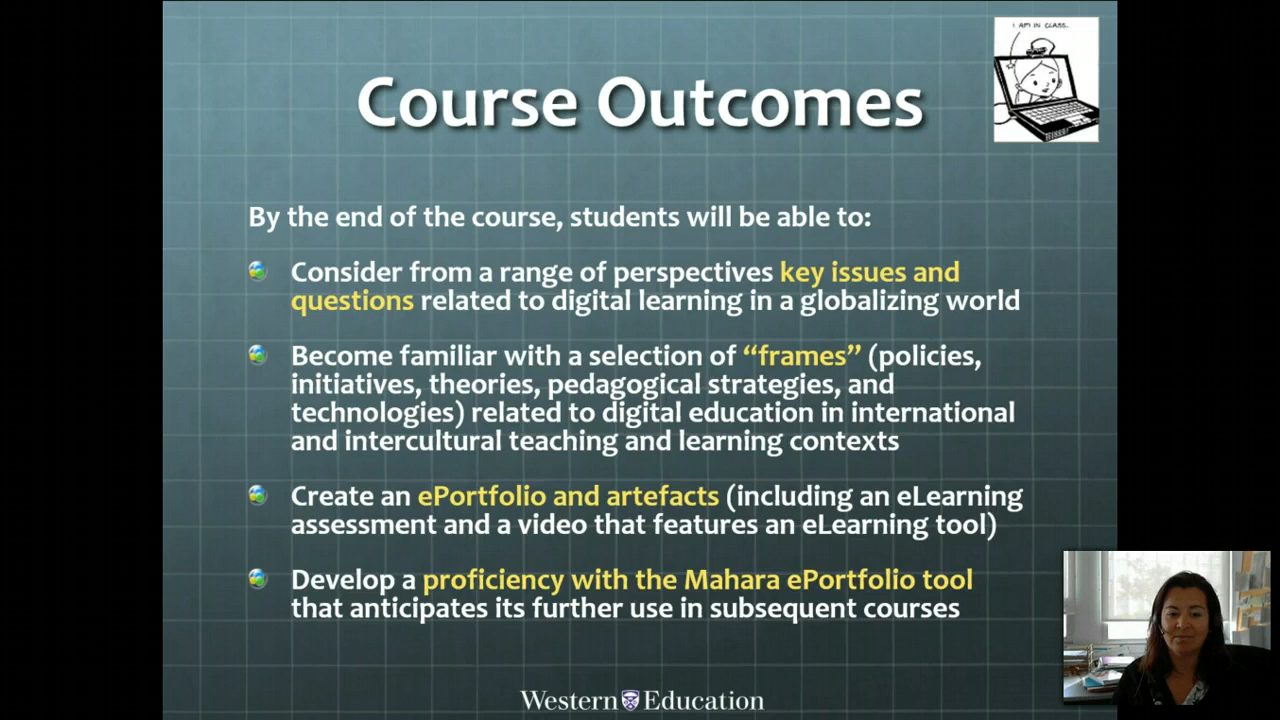 I AM IN CLASS.
Course Outcomes
By the end of the course, students will be able to:
Consider from a range of perspectives key issues and
questions related to digital learning in a globalizing world
Become familiar with a selection of “frames” (policies,
initiatives, theories, pedagogical strategies, and
technologies) related to digital education in international
and intercultural teaching and learning contexts
Create an ePortfolio and artefacts (including an eLearning
assessment and a video that features an eLearning tool)
Develop a proficiency with the Mahara ePortfolio tool
that anticipates its further use in subsequent courses
Western Education